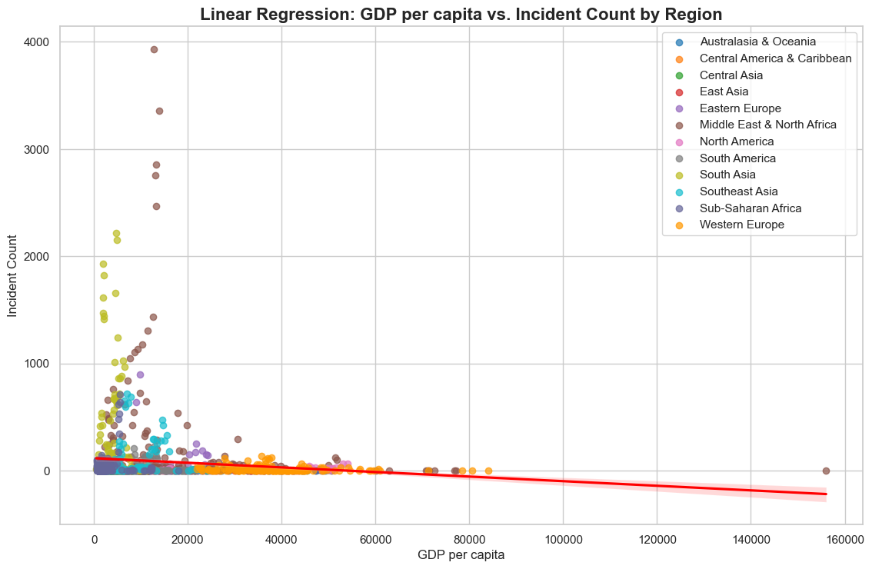 Linear Regression: GDP per capita vs. Incident Count by Region
4000
3000
2000
1000
0
Incident Count
Australasia & Oceania
Central America & Caribbean
Central Asia
East Asia
Eastern Europe
Middle East & North Africa
North America
South America
South Asia
Southeast Asia
Sub-Saharan Africa
Western Europe
0 20000 40000 60000 80000 100000 120000 140000 160000
GDP per capita